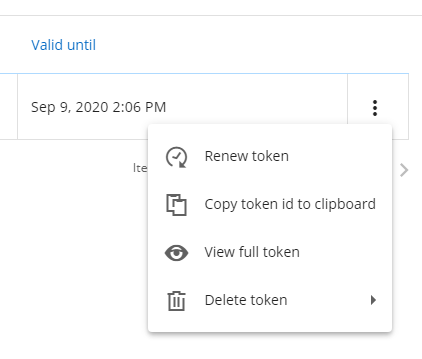 Valid until
Sep 9, 2020 2:06 PM
Renew token
Ite
Copy token id to clipboard
View full token
Delete token